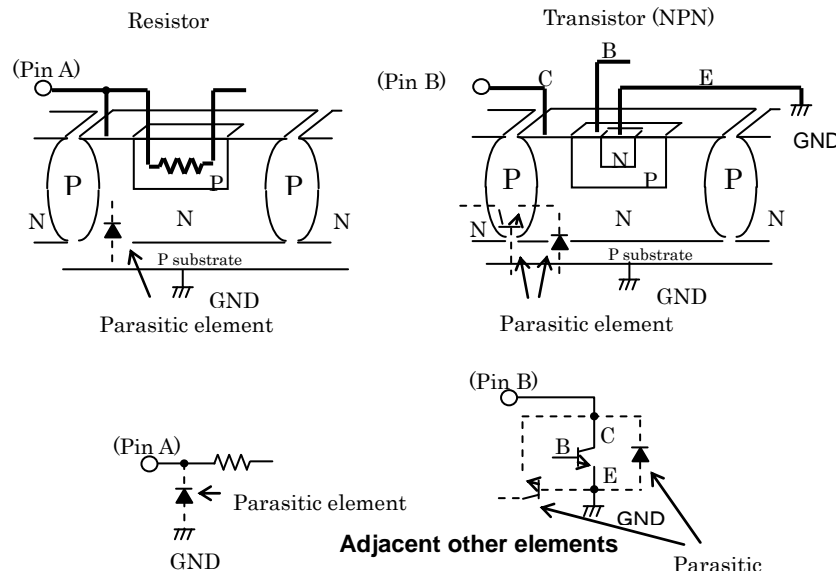 Resistor
Transistor (NPN)
(Pin A)
(Pin B)
B
C
E
GND
P
P
P
N
N
N
P substrate
GND
Parasitic element
N
P
P
P
N
N
N
P substrate
GND
Parasitic element
(Pin A)
Parasitic element
GND
(Pin B)
C
B
E
GND
Adjacent other elements
Parasitic